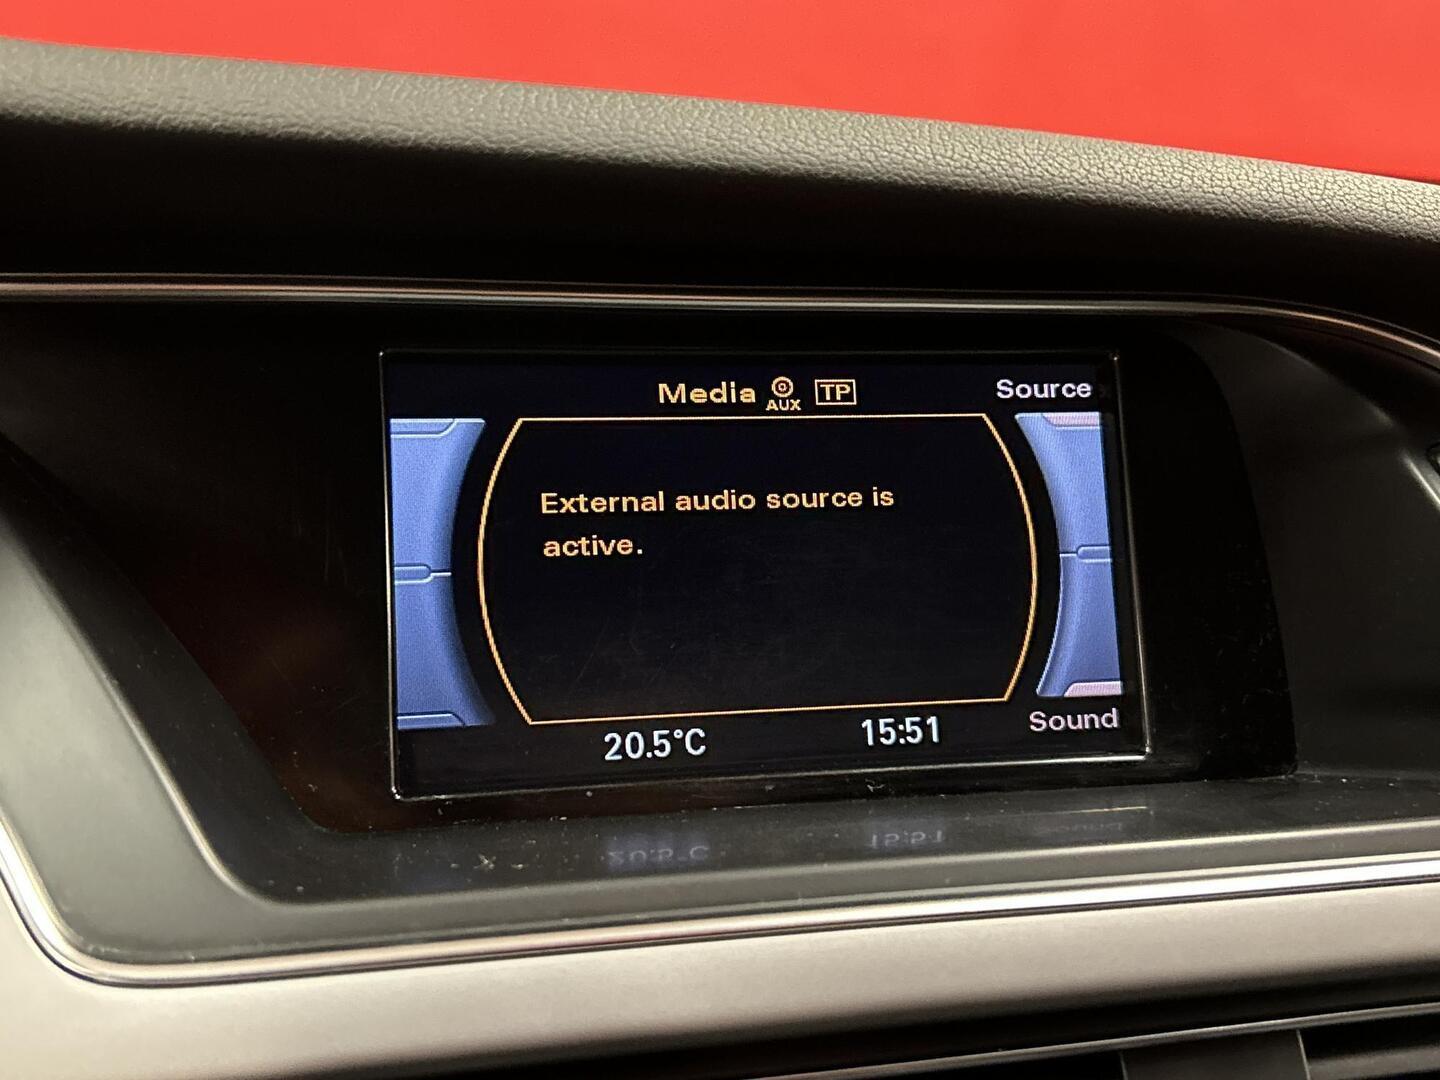 Media AUX TP
Source
External audio source is
active.
20.5°C
15:51
Sound